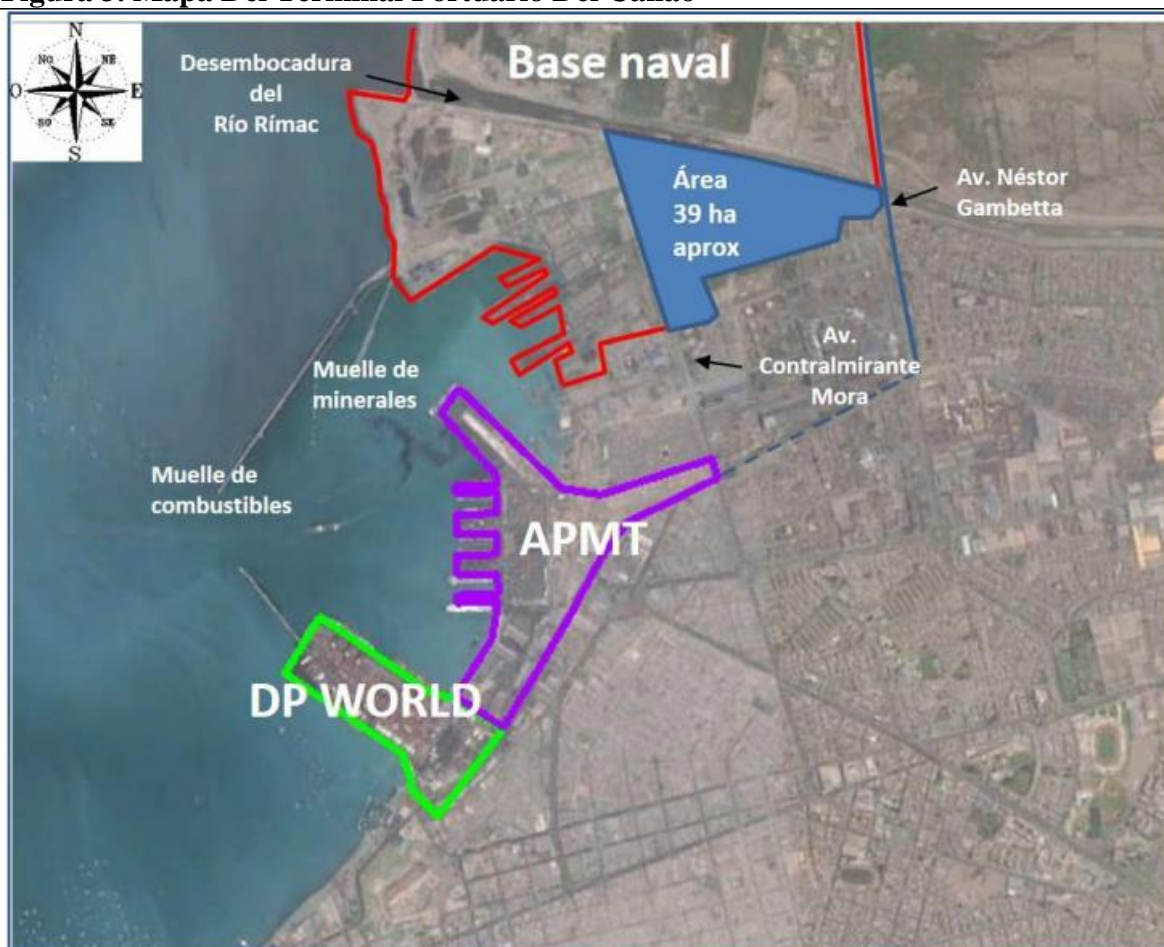 Figura 3. Mapa Del Terminal Portuario Del Callao
N
NO
NE
O
E
SO
SE
S
Desembocadura
del
Río Rímac
Base naval
Área
39 ha
aprox
Av. Néstor
Gambetta
Muelle de
minerales
Av.
Contralmirante
Mora
Muelle de
combustibles
APMT
DP WORLD